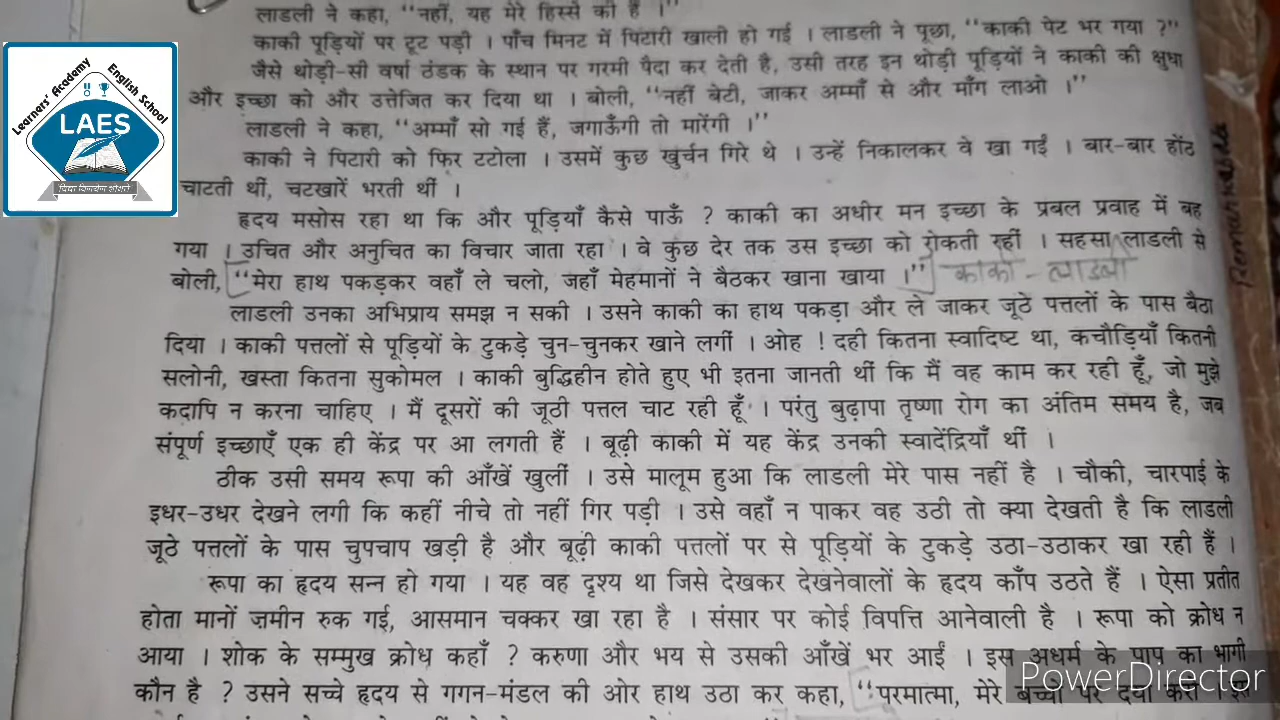 लाडली ने कहा, “नहीं, यह मेरे हिस्से की हैं ।”
काकी पूड़ियों पर टूट पड़ी । पाँच मिनट में पिटारी खाली हो गई । लाडली ने पूछा, “काकी पेट भर गया ?”
जैसे थोड़ी-सी वर्षा ठंडक के स्थान पर गरमी पैदा कर देती है, उसी तरह इन थोड़ी पूड़ियों ने काकी की क्षुधा
और इच्छा को और उत्तेजित कर दिया था । बोली, “नहीं बेटी, जाकर अम्माँ से और माँग लाओ ।”
लाडली ने कहा, “अम्माँ सो गई हैं, जगाऊँगी तो मारेंगी ।”
काकी ने पिटारी को फिर टटोला । उसमें कुछ खुर्चन गिरे थे । उन्हें निकालकर वे खा गईं । बार-बार होंठ
चाटती थीं, चटखारें भरती थीं ।
हृदय मसोस रहा था कि और पूड़ियाँ कैसे पाऊँ ? काकी का अधीर मन इच्छा के प्रबल प्रवाह में बह
गया । उचित और अनुचित का विचार जाता रहा । वे कुछ देर तक उस इच्छा को रोकती रहीं । सहसा लाडली से
बोली, “मेरा हाथ पकड़कर वहाँ ले चलो, जहाँ मेहमानों ने बैठकर खाना खाया ।” काकी - लाडली
लाडली उनका अभिप्राय समझ न सकी । उसने काकी का हाथ पकड़ा और ले जाकर जूठे पत्तलों के पास बैठा
दिया । काकी पत्तलों से पूड़ियों के टुकड़े चुन-चुनकर खाने लगीं । ओह ! दही कितना स्वादिष्ट था, कचौड़ियाँ कितनी
सलोनी, खस्ता कितना सुकोमल । काकी बुद्धिहीन होते हुए भी इतना जानती थीं कि मैं वह काम कर रही हूँ, जो मुझे
कदापि न करना चाहिए । मैं दूसरों की जूठी पत्तल चाट रही हूँ । परंतु बुढ़ापा तृष्णा रोग का अंतिम समय है, जब
संपूर्ण इच्छाएँ एक ही केंद्र पर आ लगती हैं । बूढ़ी काकी में यह केंद्र उनकी स्वादेंद्रियाँ थीं ।
ठीक उसी समय रूपा की आँखें खुलीं । उसे मालूम हुआ कि लाडली मेरे पास नहीं है । चौकी, चारपाई के
इधर-उधर देखने लगी कि कहीं नीचे तो नहीं गिर पड़ी । उसे वहाँ न पाकर वह उठी तो क्या देखती है कि लाडली
जूठे पत्तलों के पास चुपचाप खड़ी है और बूढ़ी काकी पत्तलों पर से पूड़ियों के टुकड़े उठा-उठाकर खा रही हैं ।
रूपा का हृदय सन्न हो गया । यह वह दृश्य था जिसे देखकर देखनेवालों के हृदय काँप उठते हैं । ऐसा प्रतीत
होता मानों ज़मीन रुक गई, आसमान चक्कर खा रहा है । संसार पर कोई विपत्ति आनेवाली है । रूपा को क्रोध न
आया । शोक के सम्मुख क्रोध कहाँ ? करुणा और भय से उसकी आँखें भर आईं । इस अधर्म के पाप का भागी
कौन है ? उसने सच्चे हृदय से गगन-मंडल की ओर हाथ उठा कर कहा, “परमात्मा, मेरे बच्चों पर दया करो । इस
Learners' Academy English School
LAES
विद्या विनयेन शोभते
Remarkable
PowerDirector